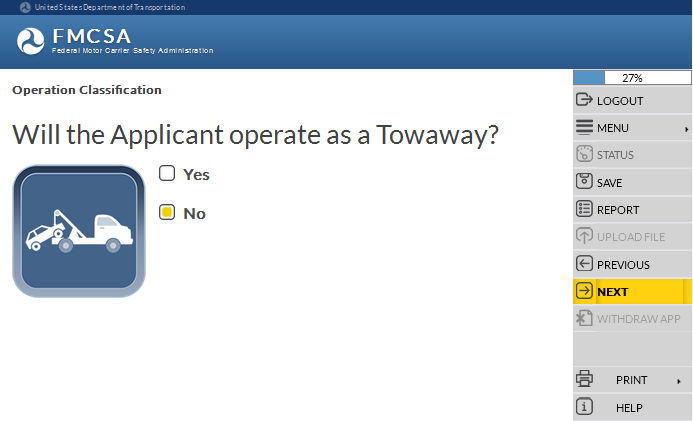 United States Department of Transportation
FMCSA
Federal Motor Carrier Safety Administration
Operation Classification
Will the Applicant operate as a Towaway?
Yes
No
27%
LOGOUT
MENU
STATUS
SAVE
REPORT
UPLOAD FILE
PREVIOUS
NEXT
WITHDRAW APP
PRINT
HELP